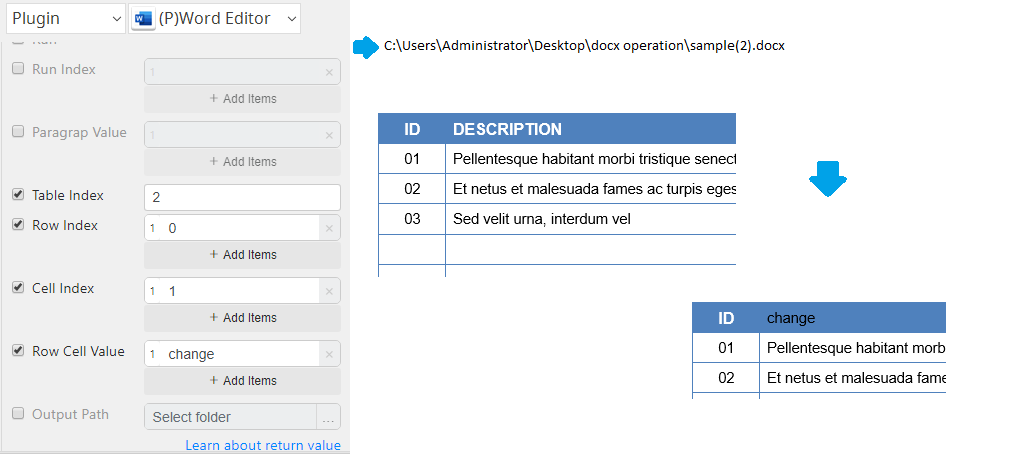 Plugin (P)Word Editor
Run Index 1 ×
+ Add Items
Paragrap Value 1 ×
+ Add Items
Table Index 2
Row Index 1 0 ×
+ Add Items
Cell Index 1 1 ×
+ Add Items
Row Cell Value 1 change ×
+ Add Items
Output Path Select folder ...
Learn about return value
C:\Users\Administrator\Desktop\docx operation\sample(2).docx
ID DESCRIPTION
01 Pellentesque habitant morbi tristique senect
02 Et netus et malesuada fames ac turpis eges
03 Sed velit urna, interdum vel
ID change
01 Pellentesque habitant morb
02 Et netus et malesuada fame